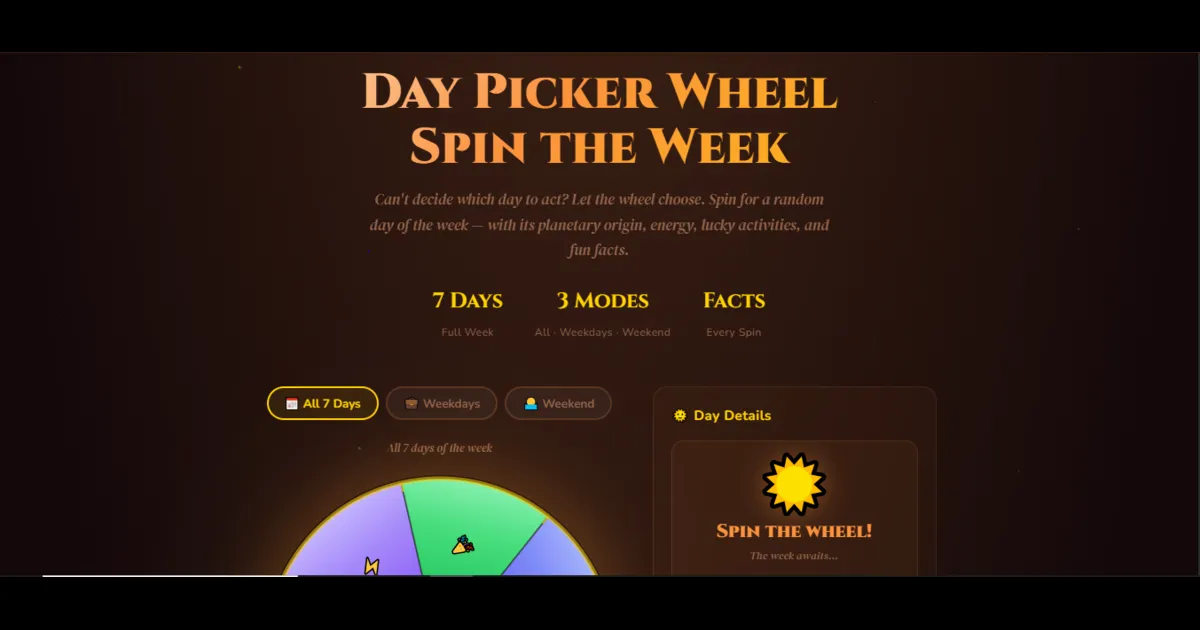 DAY PICKER WHEEL
SPIN THE WEEK
Can't decide which day to act? Let the wheel choose. Spin for a random
day of the week — with its planetary origin, energy, lucky activities, and
fun facts.
7 DAYS
Full Week
3 MODES
All · Weekdays · Weekend
FACTS
Every Spin
All 7 Days
Weekdays
Weekend
All 7 days of the week
Day Details
SPIN THE WHEEL!
The week awaits...